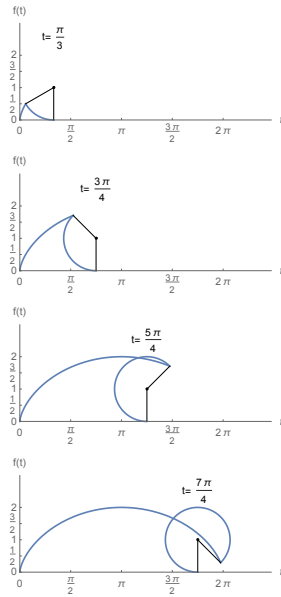 f(t)
t= π/3
2
3/2
1
1/2
0
0 π/2 π 3π/2 2π
f(t)
t= 3π/4
2
3/2
1
1/2
0
0 π/2 π 3π/2 2π
f(t)
t= 5π/4
2
3/2
1
1/2
0
0 π/2 π 3π/2 2π
f(t)
t= 7π/4
2
3/2
1
1/2
0
0 π/2 π 3π/2 2π